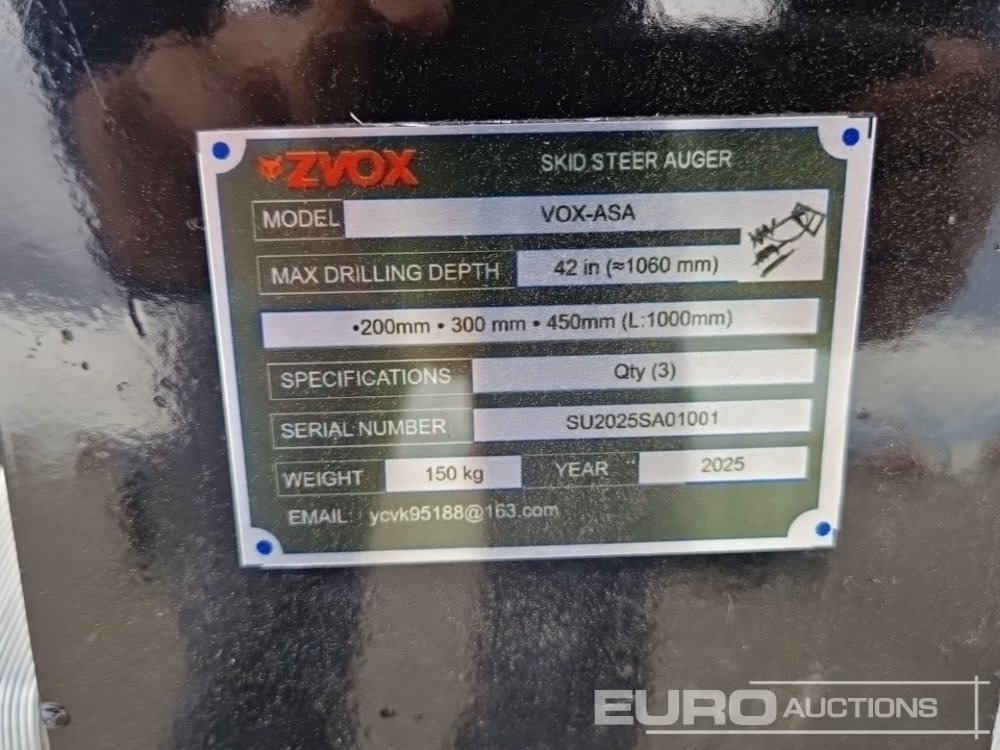 ZVOX SKID STEER AUGER
MODEL VOX-ASA
MAX DRILLING DEPTH 42 in (≈1060 mm)
•200mm • 300 mm • 450mm (L:1000mm)
SPECIFICATIONS Qty (3)
SERIAL NUMBER SU2025SA01001
WEIGHT 150 kg YEAR 2025
EMAIL ycvk95188@163.com
EURO AUCTIONS